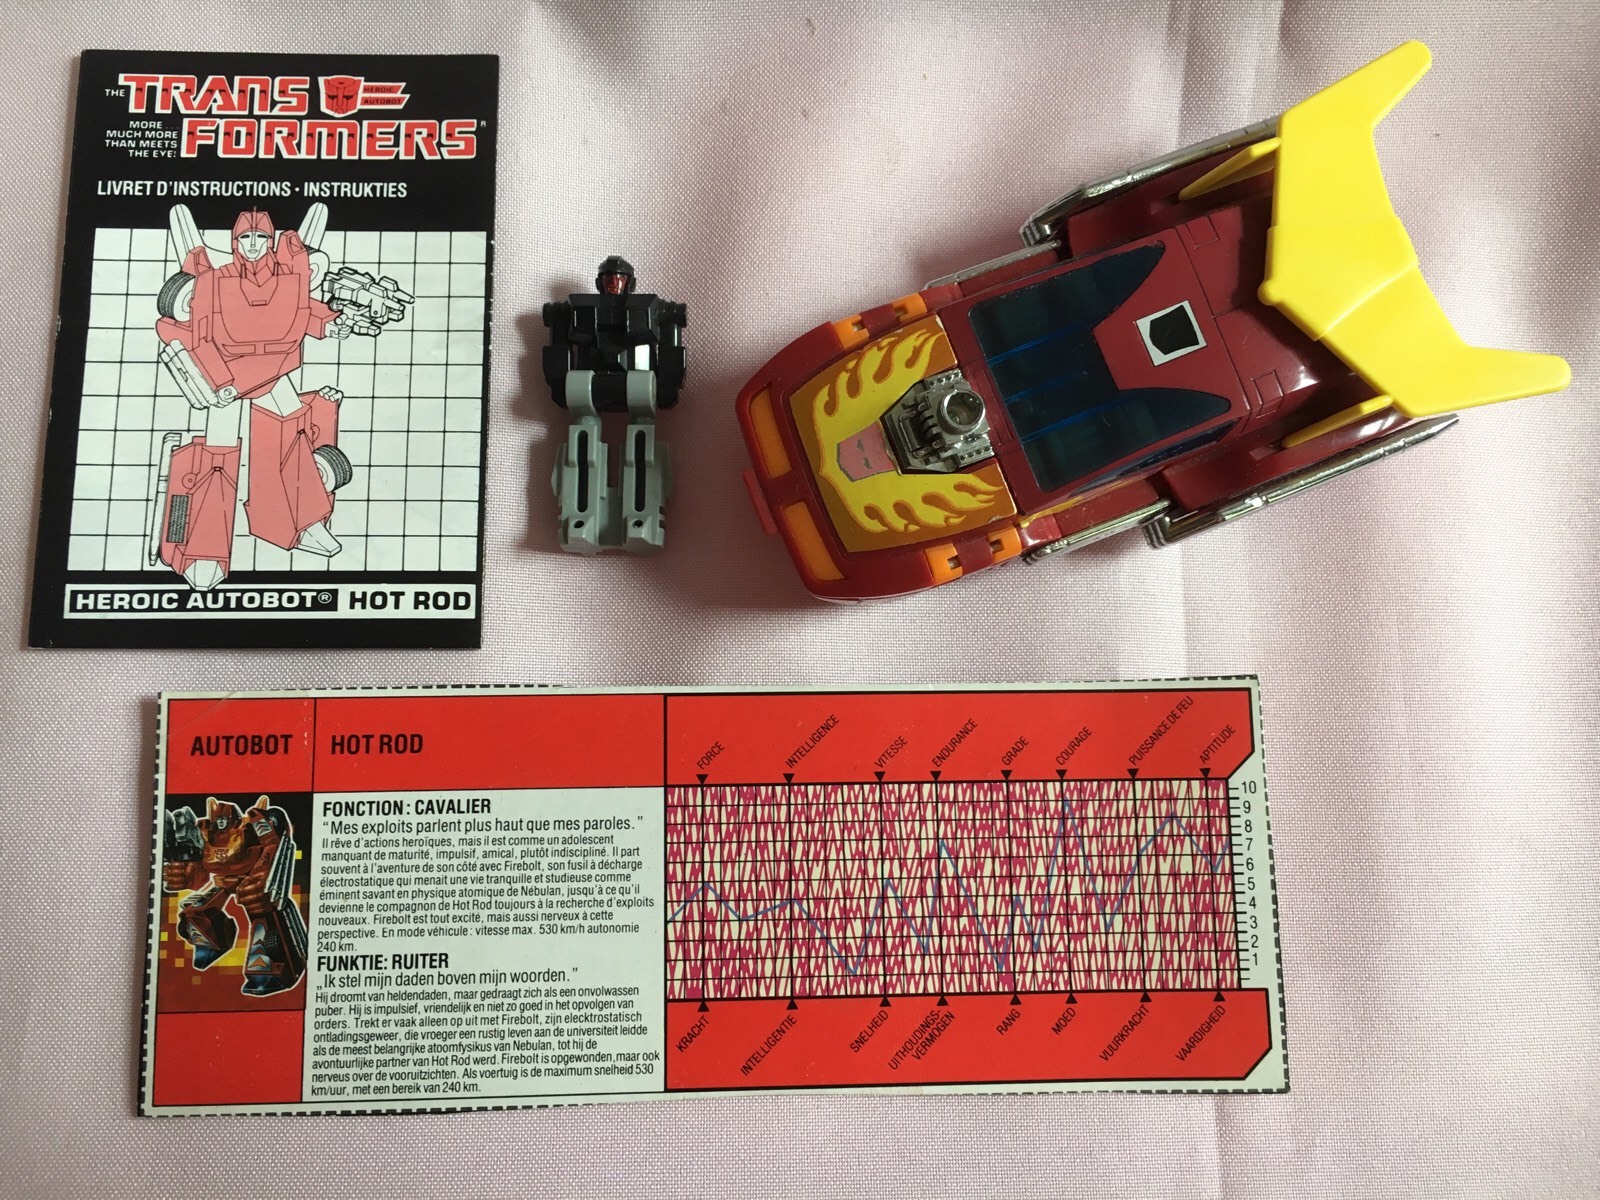 THE TRANSFORMERS
HEROIC
AUTOBOT
MORE...
MUCH MORE
THAN MEETS
THE EYE!
LIVRET D'INSTRUCTIONS • INSTRUKTIES
HEROIC AUTOBOT® HOT ROD
AUTOBOT
HOT ROD
FONCTION: CAVALIER
"Mes exploits parlent plus haut que mes paroles."
Il rêve d'actions heroïques, mais il est comme un adolescent
manquant de maturité, impulsif, amical, plutôt indiscipliné. Il part
souvent à l'aventure de son côté avec Firebolt, son fusil à décharge
électrostatique qui menait une vie tranquille et studieuse comme
éminent savant en physique atomique de Nébulan, jusqu'à ce qu'il
devienne le compagnon de Hot Rod toujours à la recherche d'exploits
nouveaux. Firebolt est tout excité, mais aussi nerveux à cette
perspective. En mode véhicule: vitesse max. 530 km/h autonomie
240 km.
FUNKTIE: RUITER
„Ik stel mijn daden boven mijn woorden."
Hij droomt van heldendaden, maar gedraagt zich als een onvolwassen
puber. Hij is impulsief, vriendelijk en niet zo goed in het opvolgen van
orders. Trekt er vaak alleen op uit met Firebolt, zijn elecktrostatisch
ontladingsgeweer, die vroeger een rustig leven aan de universiteit leidde
als de meest belangrijke atoomfysikus van Nebulan, tot hij de
avontuurlijke partner van Hot Rod werd. Firebolt is opgewonden, maar ook
nerveus over de vooruitzichten. Als voertuig is de maximum snelheid 530
km/uur, met een bereik van 240 km.
FORCE
INTELLIGENCE
VITESSE
ENDURANCE
GRADE
COURAGE
PUISSANCE DE FEU
APTITUDE
10
9
8
7
6
5
4
3
2
1
KRACHT
INTELLIGENTIE
SNELHEID
UITHOUDINGS-
VERMOGEN
RANG
MOED
VUURKRACHT
VAARDIGHEID